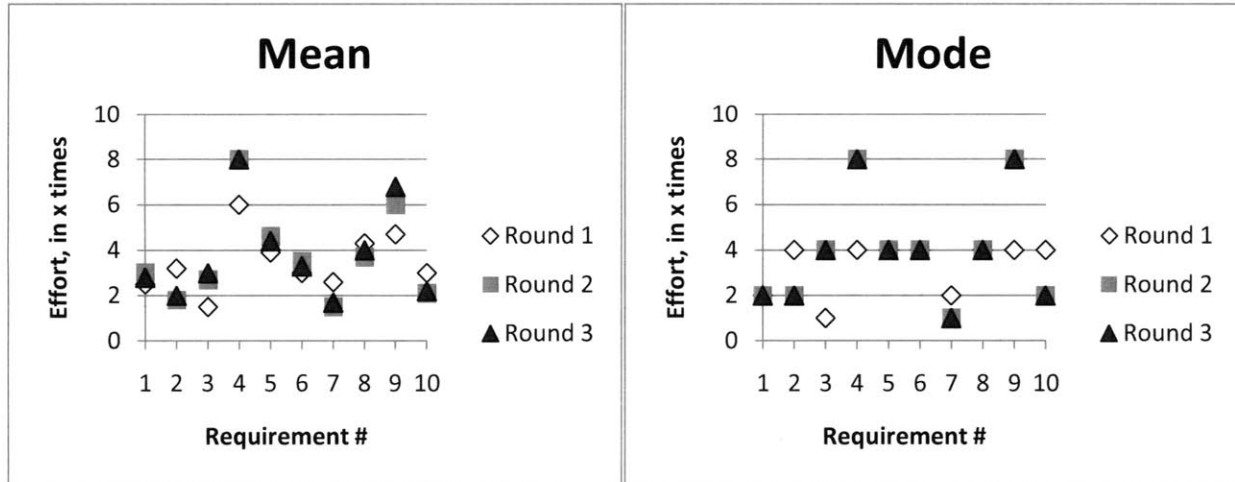 Mean
10
8
6
4
2
0
Effort, in x times
1 2 3 4 5 6 7 8 9 10
Requirement #
Round 1
Round 2
Round 3
Mode
10
8
6
4
2
0
Effort, in x times
1 2 3 4 5 6 7 8 9 10
Requirement #
Round 1
Round 2
Round 3